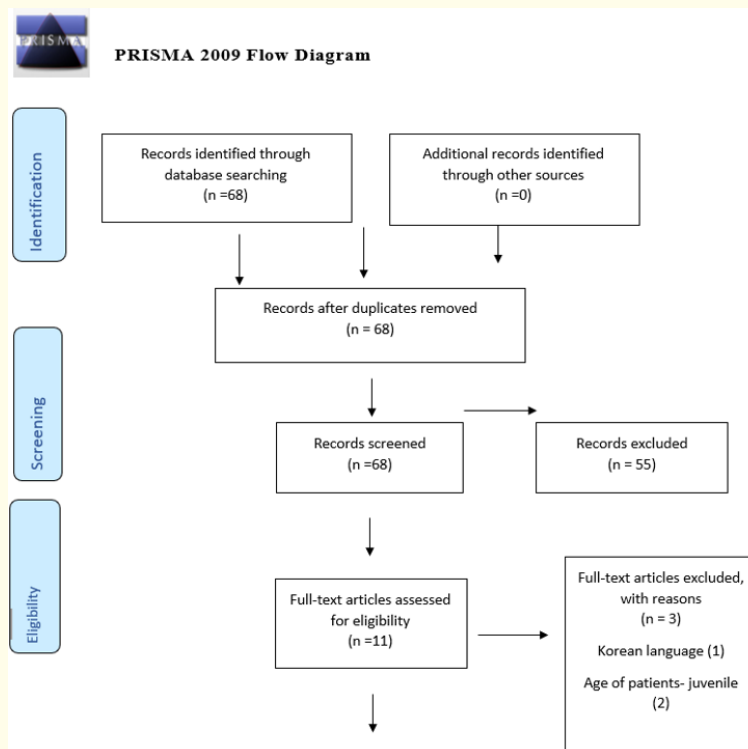 PRISMA
PRISMA 2009 Flow Diagram
Identification
Records identified through
database searching
(n =68)
Additional records identified
through other sources
(n =0)
Records after duplicates removed
(n = 68)
Screening
Records screened
(n =68)
Records excluded
(n = 55)
Eligibility
Full-text articles assessed
for eligibility
(n =11)
Full-text articles excluded,
with reasons
(n = 3)
Korean language (1)
Age of patients- juvenile
(2)